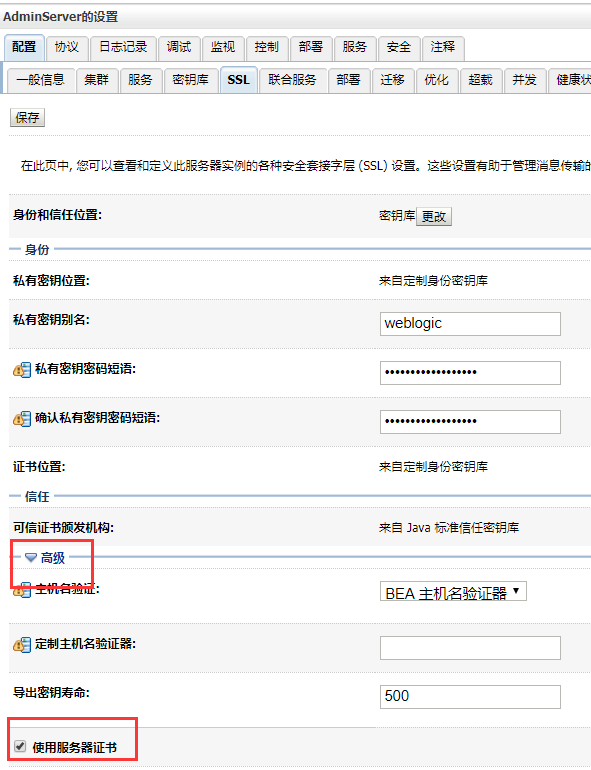 AdminServer的设置
配置 协议 日志记录 调试 监视 控制 部署 服务 安全 注释
一般信息 集群 服务 密钥库 SSL 联合服务 部署 迁移 优化 超载 并发 健康状
保存
在此页中, 您可以查看和定义此服务器实例的各种安全套接字层 (SSL) 设置。这些设置有助于管理消息传输的
身份和信任位置: 密钥库 更改
身份
私有密钥位置: 来自定制身份密钥库
私有密钥别名: weblogic
私有密钥密码短语: ••••••••••••••••••
确认私有密钥密码短语: ••••••••••••••••••
证书位置: 来自定制身份密钥库
信任
可信证书颁发机构: 来自 Java 标准信任密钥库
高级
主机名验证: BEA 主机名验证器
定制主机名验证器:
导出密钥寿命: 500
使用服务器证书